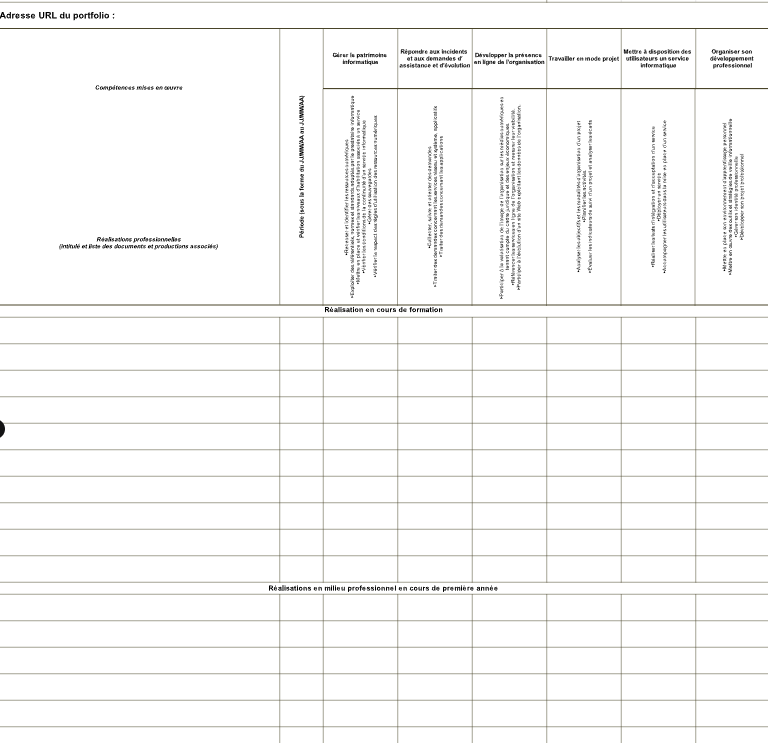 Adresse URL du portfolio :
Compétences mises en œuvre
Réalisations professionnelles
(intitulé et liste des documents et productions associés)
Période (sous la forme du JJ/MM/AA au JJ/MM/AA)
Gérer le patrimoine
informatique
Répondre aux incidents
et aux demandes d'
assistance et d'évolution
Développer la présence
en ligne de l'organisation
Travailler en mode projet
Mettre à disposition des
utilisateurs un service
informatique
Organiser son
développement
professionnel
•Recenser et identifier les ressources numériques
•Exploiter des référentiels, normes et standards adoptés par le prestataire informatique
•Mettre en place et vérifier les niveaux d'habilitation associés à un service
•Vérifier les conditions de la continuité d'un service informatique
•Gérer des sauvegardes
•Vérifier le respect des règles d'utilisation des ressources numériques
•Collecter, suivre et orienter des demandes
•Traiter des demandes concernant les services réseau et système, applicatifs
•Traiter des demandes concernant les applications
•Participer à la valorisation de l'image de l'organisation sur les médias numériques en
tenant compte du cadre juridique et des enjeux économiques
•Référencer les services en ligne de l'organisation et mesurer leur visibilité.
•Participer à l'évolution d'un site Web exploitant les données de l'organisation.
•Analyser les objectifs et les modalités d'organisation d'un projet
•Planifier les activités
•Évaluer les indicateurs de suivi d'un projet et analyser les écarts
•Réaliser les tests d'intégration et d'acceptation d'un service
•Déployer un service
•Accompagner les utilisateurs dans la mise en place d'un service
•Mettre en place son environnement d'apprentissage personnel
•Mettre en œuvre des outils et stratégies de veille informationnelle
•Gérer son identité professionnelle
•Développer son projet professionnel
Réalisation en cours de formation
Réalisations en milieu professionnel en cours de première année